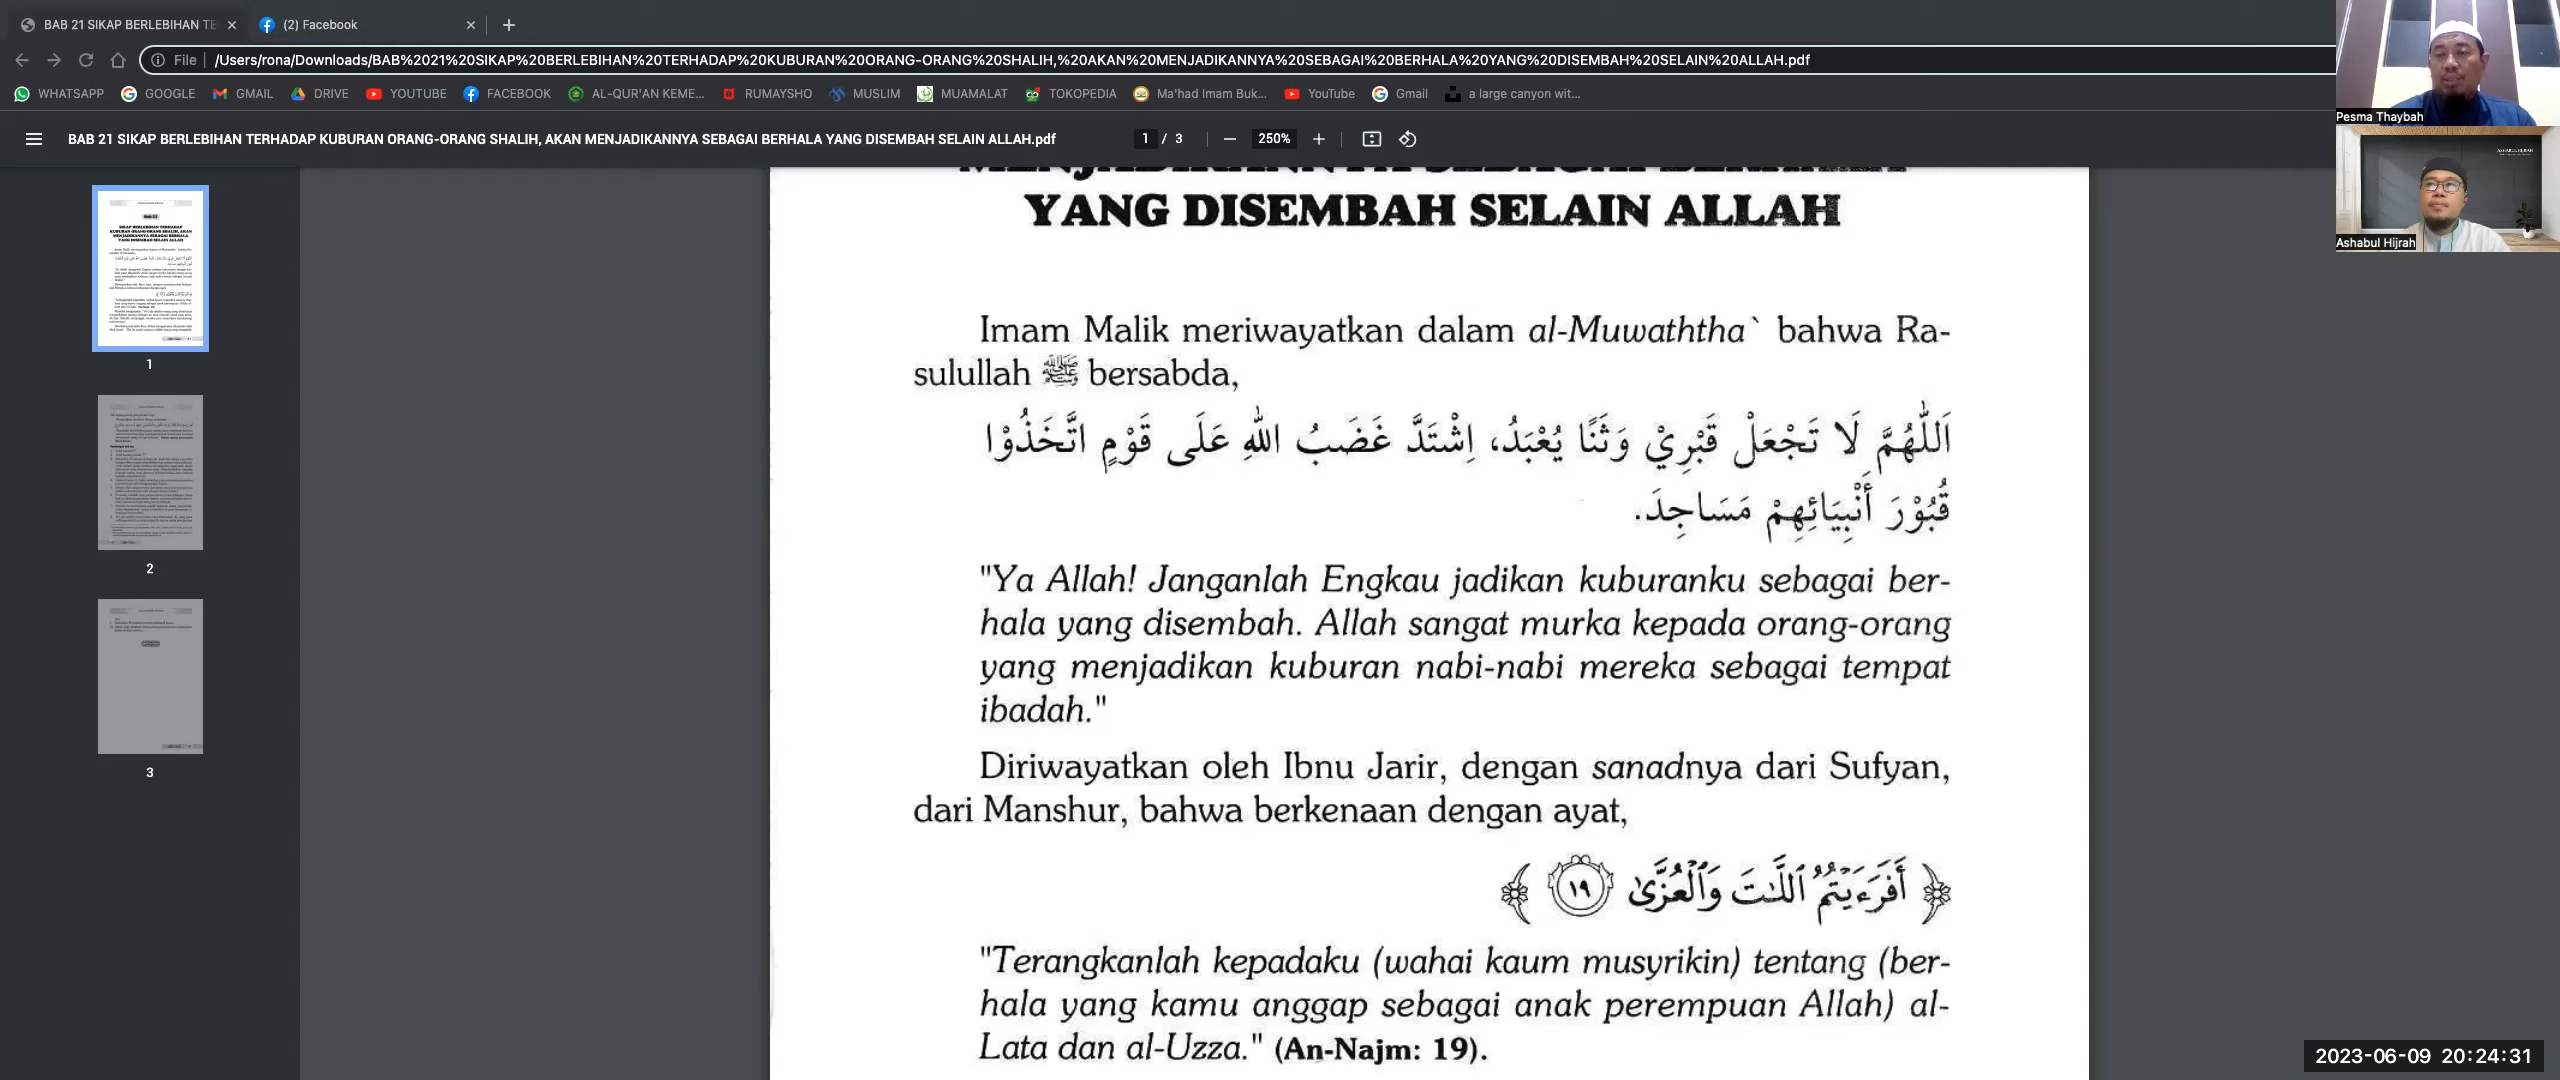 BAB 21 SIKAP BERLEBIHAN TE
(2) Facebook
File
/Users/rona/Downloads/BAB%2021%20SIKAP%20BERLEBIHAN%20TERHADAP%20KUBURAN%20ORANG-ORANG%20SHALIH,%20AKAN%20MENJADIKANNYA%20SEBAGAI%20BERHALA%20YANG%20DISEMBAH%20SELAIN%20ALLAH.pdf
WHATSAPP GOOGLE GMAIL DRIVE YOUTUBE FACEBOOK AL-QUR'AN KEME... RUMAYSHO MUSLIM MUAMALAT TOKOPEDIA Ma'had Imam Buk... YouTube Gmail a large canyon wit...
Pesma Thaybah
BAB 21 SIKAP BERLEBIHAN TERHADAP KUBURAN ORANG-ORANG SHALIH, AKAN MENJADIKANNYA SEBAGAI BERHALA YANG DISEMBAH SELAIN ALLAH.pdf
1 / 3
250%
Ashabul Hijrah
1
2
3
YANG DISEMBAH SELAIN ALLAH
Imam Malik meriwayatkan dalam al-Muwaththa` bahwa Ra-
sulullah ﷺ bersabda,
اَللّٰهُمَّ لَا تَجْعَلْ قَبْرِيْ وَثَنًا يُعْبَدُ، اِشْتَدَّ غَضَبُ اللهِ عَلَى قَوْمٍ اتَّخَذُوْا
قُبُوْرَ أَنْبِيَائِهِمْ مَسَاجِدَ.
"Ya Allah! Janganlah Engkau jadikan kuburanku sebagai ber-
hala yang disembah. Allah sangat murka kepada orang-orang
yang menjadikan kuburan nabi-nabi mereka sebagai tempat
ibadah."
Diriwayatkan oleh Ibnu Jarir, dengan sanadnya dari Sufyan,
dari Manshur, bahwa berkenaan dengan ayat,
﴿ أَفَرَءَيْتُمُ ٱللَّـٰتَ وَٱلْعُزَّىٰ ١٩ ﴾
"Terangkanlah kepadaku (wahai kaum musyrikin) tentang (ber-
hala yang kamu anggap sebagai anak perempuan Allah) al-
Lata dan al-Uzza." (An-Najm: 19).
2023-06-09 20:24:31